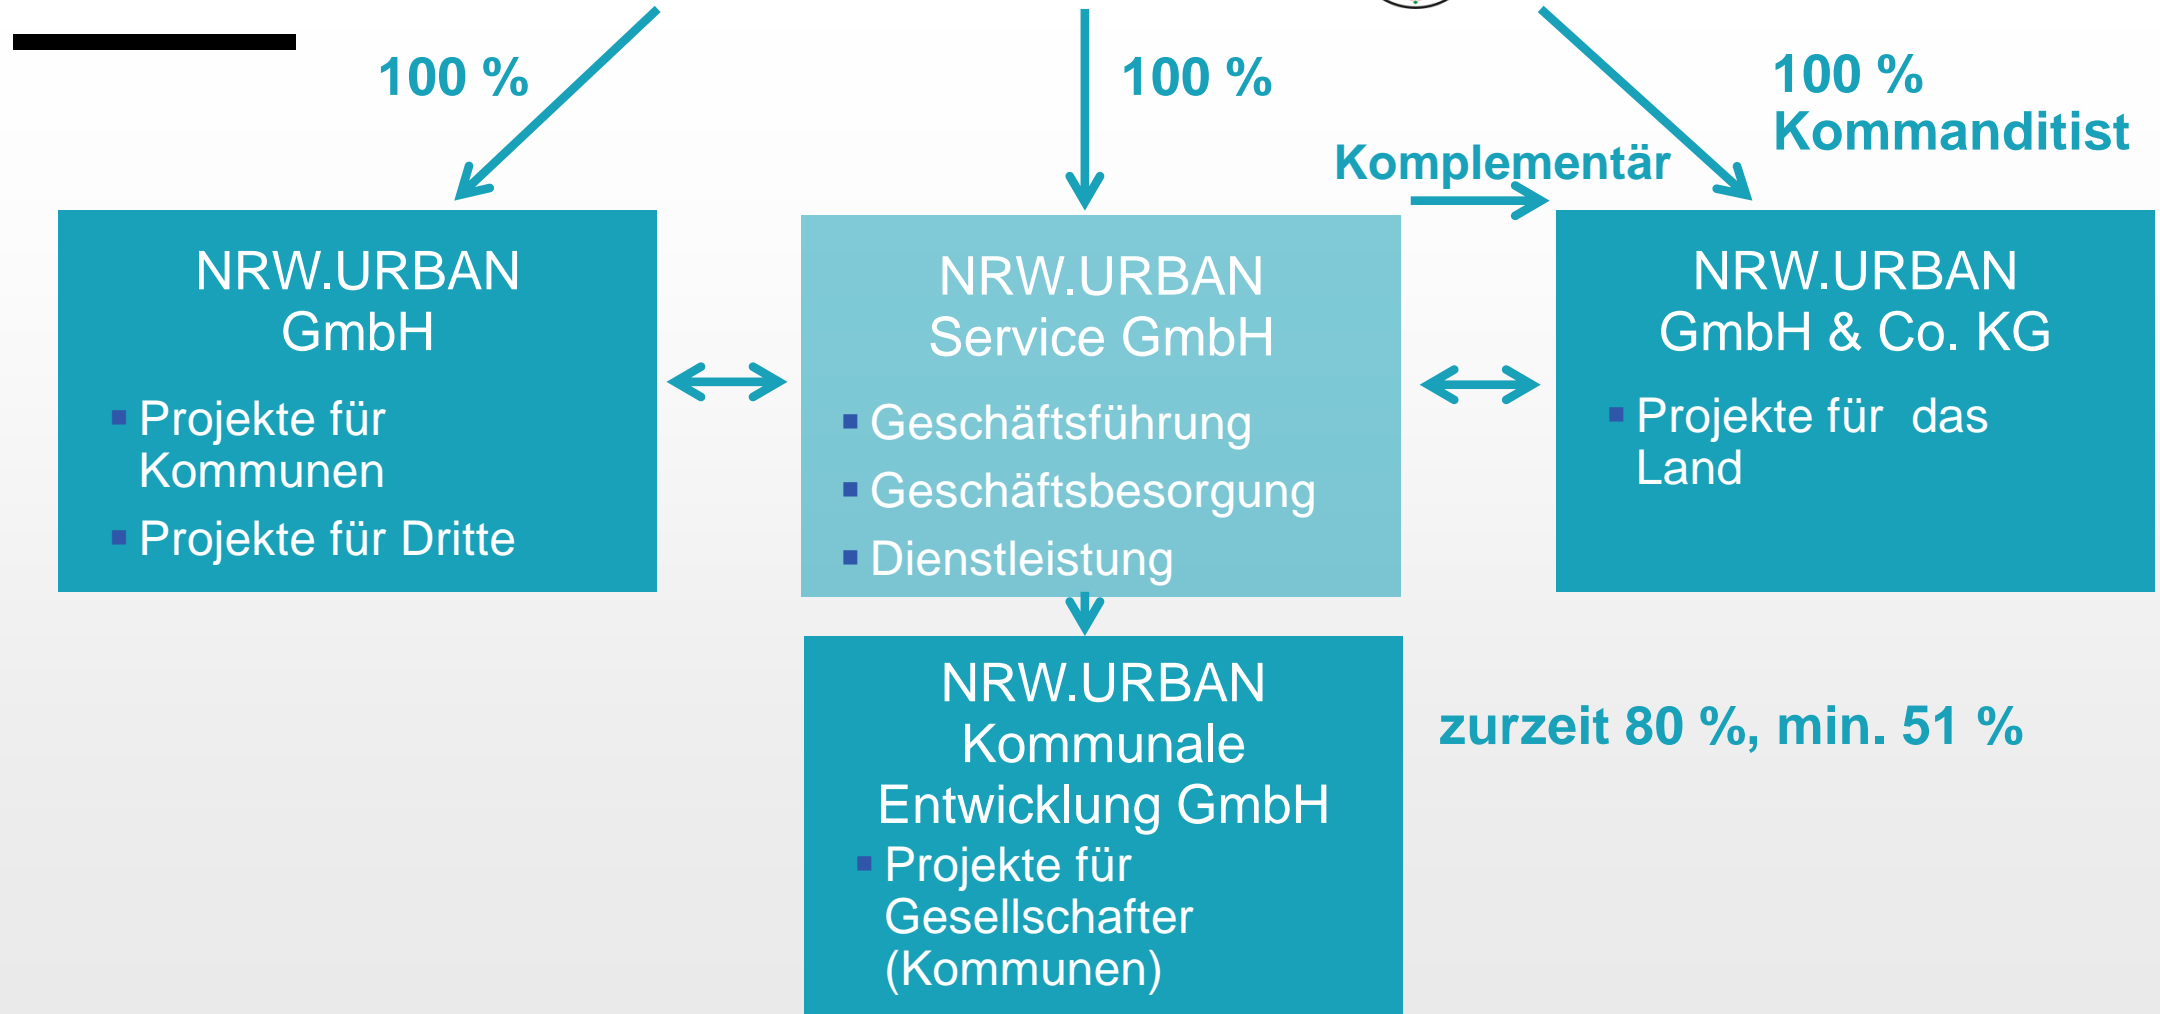 100 %
100 %
100 %
Kommanditist
Komplementär
NRW.URBAN
GmbH
▪ Projekte für
Kommunen
▪ Projekte für Dritte
NRW.URBAN
Service GmbH
▪ Geschäftsführung
▪ Geschäftsbesorgung
▪ Dienstleistung
NRW.URBAN
GmbH & Co. KG
▪ Projekte für  das
Land
NRW.URBAN
Kommunale
Entwicklung GmbH
▪ Projekte für
Gesellschafter
(Kommunen)
zurzeit 80 %, min. 51 %